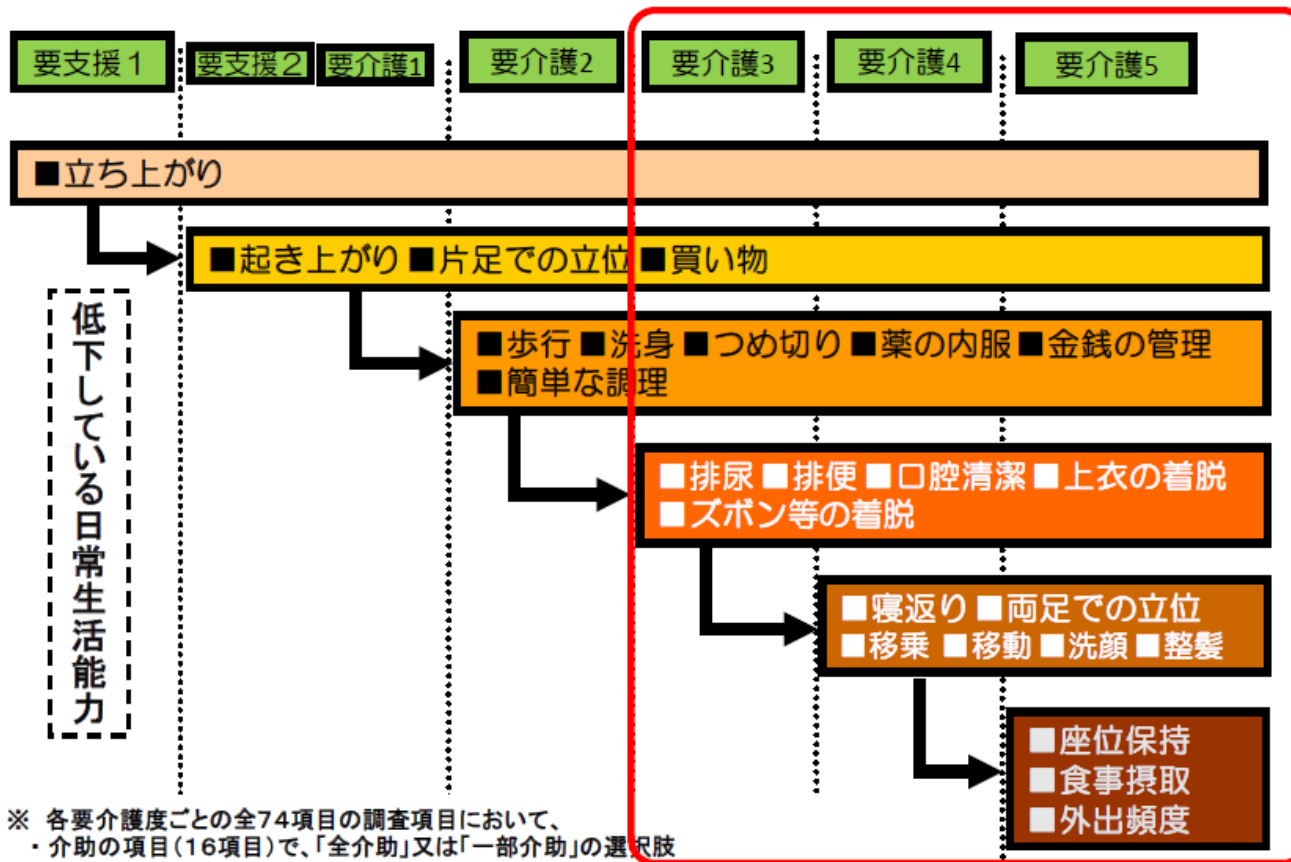 要支援1
要支援2
要介護1
要介護2
要介護3
要介護4
要介護5
■立ち上がり
■起き上がり ■片足での立位 ■買い物
■歩行 ■洗身 ■つめ切り ■薬の内服 ■金銭の管理
■簡単な調理
■排尿 ■排便 ■口腔清潔 ■上衣の着脱
■ズボン等の着脱
■寝返り ■両足での立位
■移乗 ■移動 ■洗顔 ■整髪
■座位保持
■食事摂取
■外出頻度
低下している日常生活能力
※ 各要介護度ごとの全74項目の調査項目において、
・介助の項目(16項目)で、「全介助」又は「一部介助」の選択肢